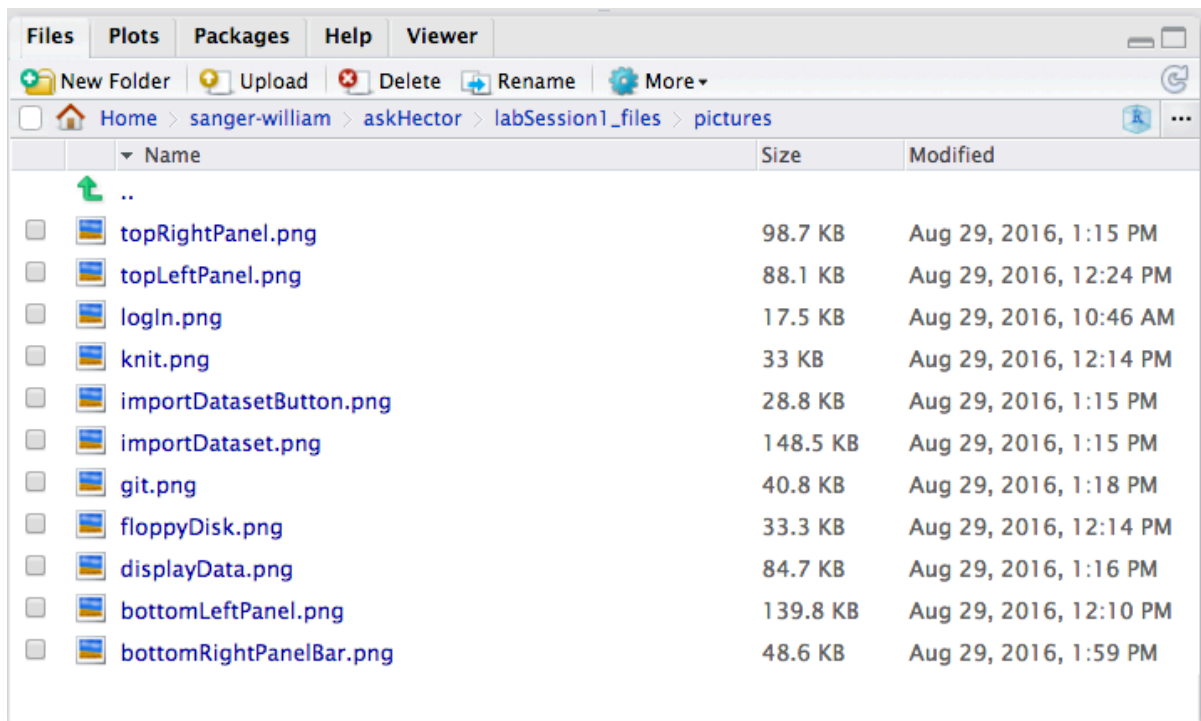 Files Plots Packages Help Viewer
New Folder Upload Delete Rename More
Home > sanger-william > askHector > labSession1_files > pictures R ...
Name Size Modified
..
topRightPanel.png 98.7 KB Aug 29, 2016, 1:15 PM
topLeftPanel.png 88.1 KB Aug 29, 2016, 12:24 PM
logIn.png 17.5 KB Aug 29, 2016, 10:46 AM
knit.png 33 KB Aug 29, 2016, 12:14 PM
importDatasetButton.png 28.8 KB Aug 29, 2016, 1:15 PM
importDataset.png 148.5 KB Aug 29, 2016, 1:15 PM
git.png 40.8 KB Aug 29, 2016, 1:18 PM
floppyDisk.png 33.3 KB Aug 29, 2016, 12:14 PM
displayData.png 84.7 KB Aug 29, 2016, 1:16 PM
bottomLeftPanel.png 139.8 KB Aug 29, 2016, 12:10 PM
bottomRightPanelBar.png 48.6 KB Aug 29, 2016, 1:59 PM